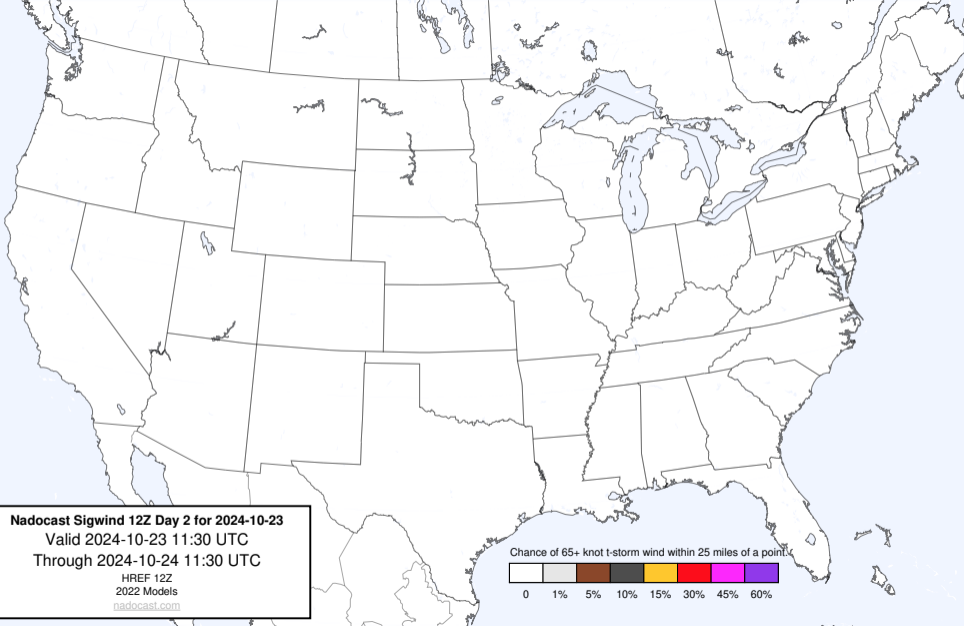 Nadocast Sigwind 12Z Day 2 for 2024-10-23
Valid 2024-10-23 11:30 UTC
Through 2024-10-24 11:30 UTC
HREF 12Z
2022 Models
nadocast.com
Chance of 65+ knot t-storm wind within 25 miles of a point.
0 1% 5% 10% 15% 30% 45% 60%